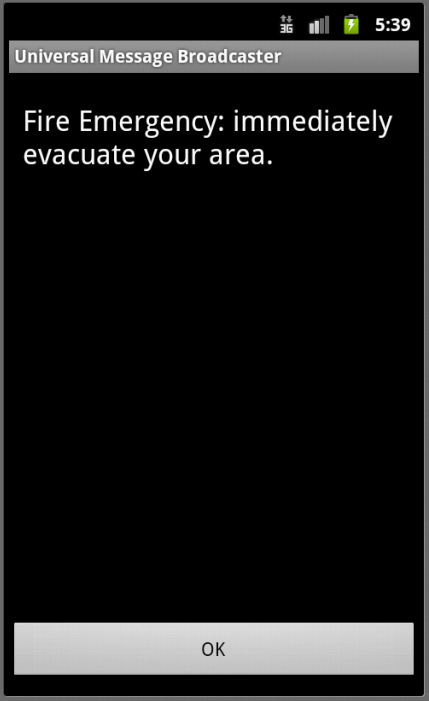 3G 5:39
Universal Message Broadcaster
Fire Emergency: immediately
evacuate your area.
OK